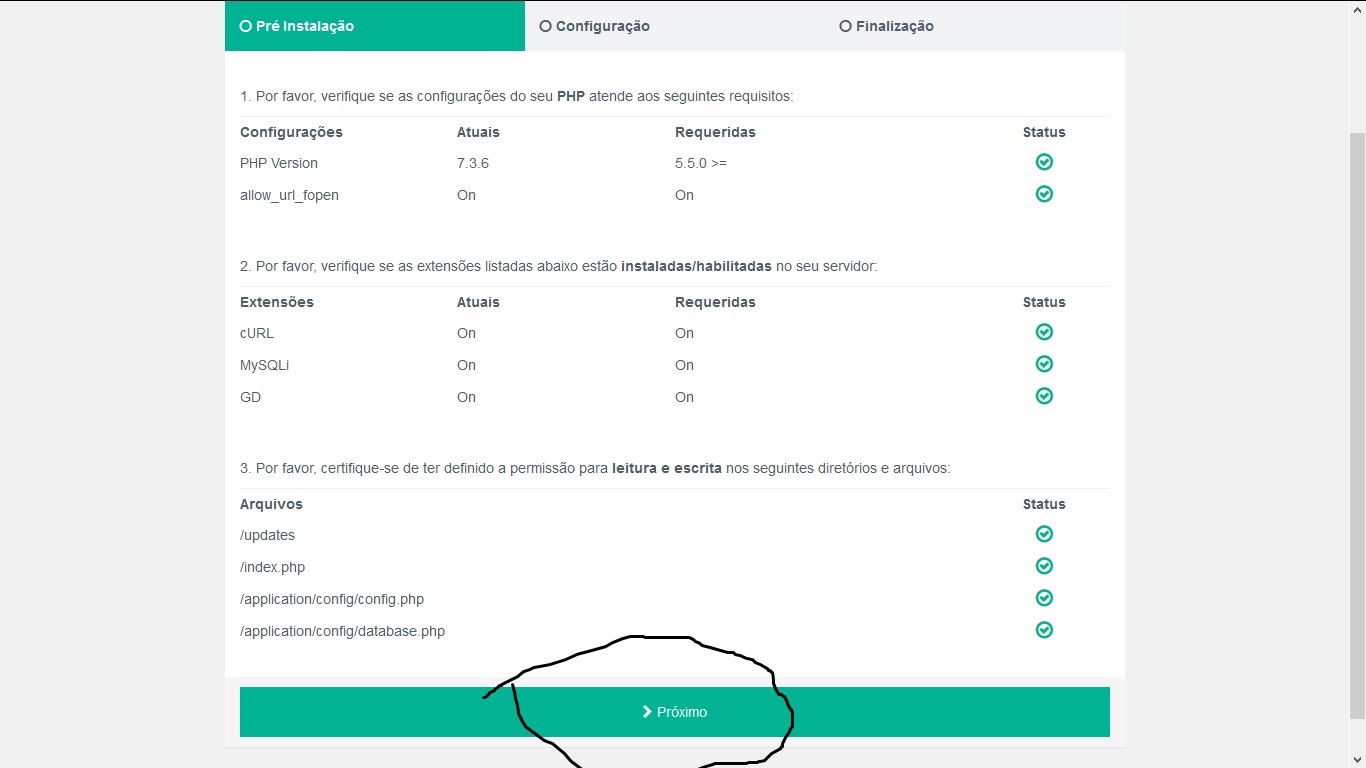 Pré Instalação Configuração Finalização
1. Por favor, verifique se as configurações do seu PHP atende aos seguintes requisitos:
Configurações Atuais Requeridas Status
PHP Version 7.3.6 5.5.0 >=
allow_url_fopen On On
2. Por favor, verifique se as extensões listadas abaixo estão instaladas/habilitadas no seu servidor:
Extensões Atuais Requeridas Status
cURL On On
MySQLi On On
GD On On
3. Por favor, certifique-se de ter definido a permissão para leitura e escrita nos seguintes diretórios e arquivos:
Arquivos Status
/updates
/index.php
/application/config/config.php
/application/config/database.php
Próximo